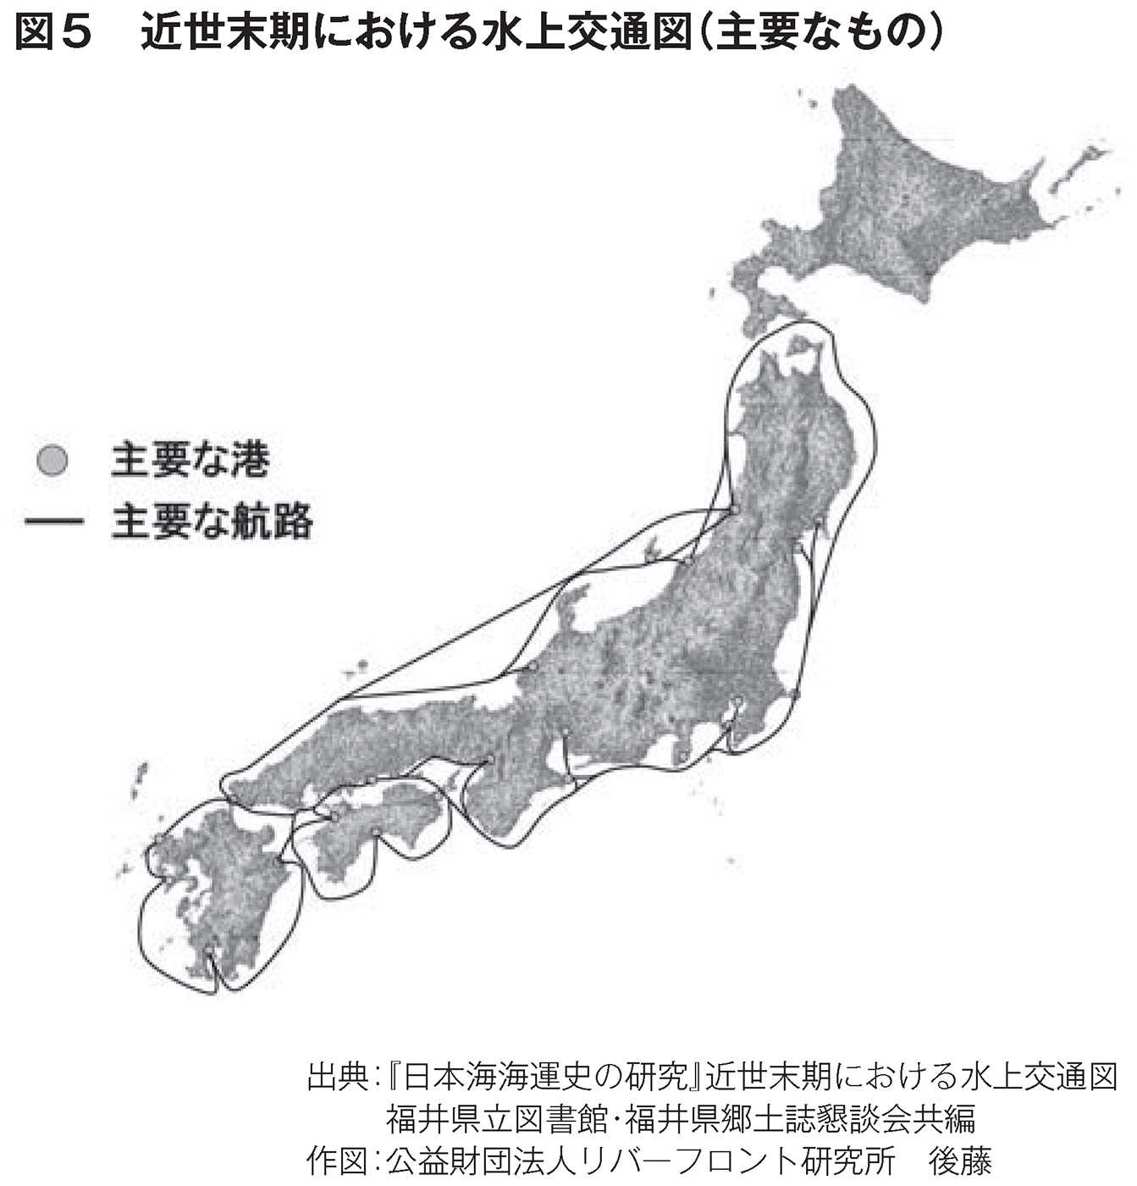 図5　近世末期における水上交通図(主要なもの)
主要な港
主要な航路
出典:『日本海海運史の研究』近世末期における水上交通図
福井県立図書館・福井県郷土誌懇談会共編
作図:公益財団法人リバーフロント研究所　後藤